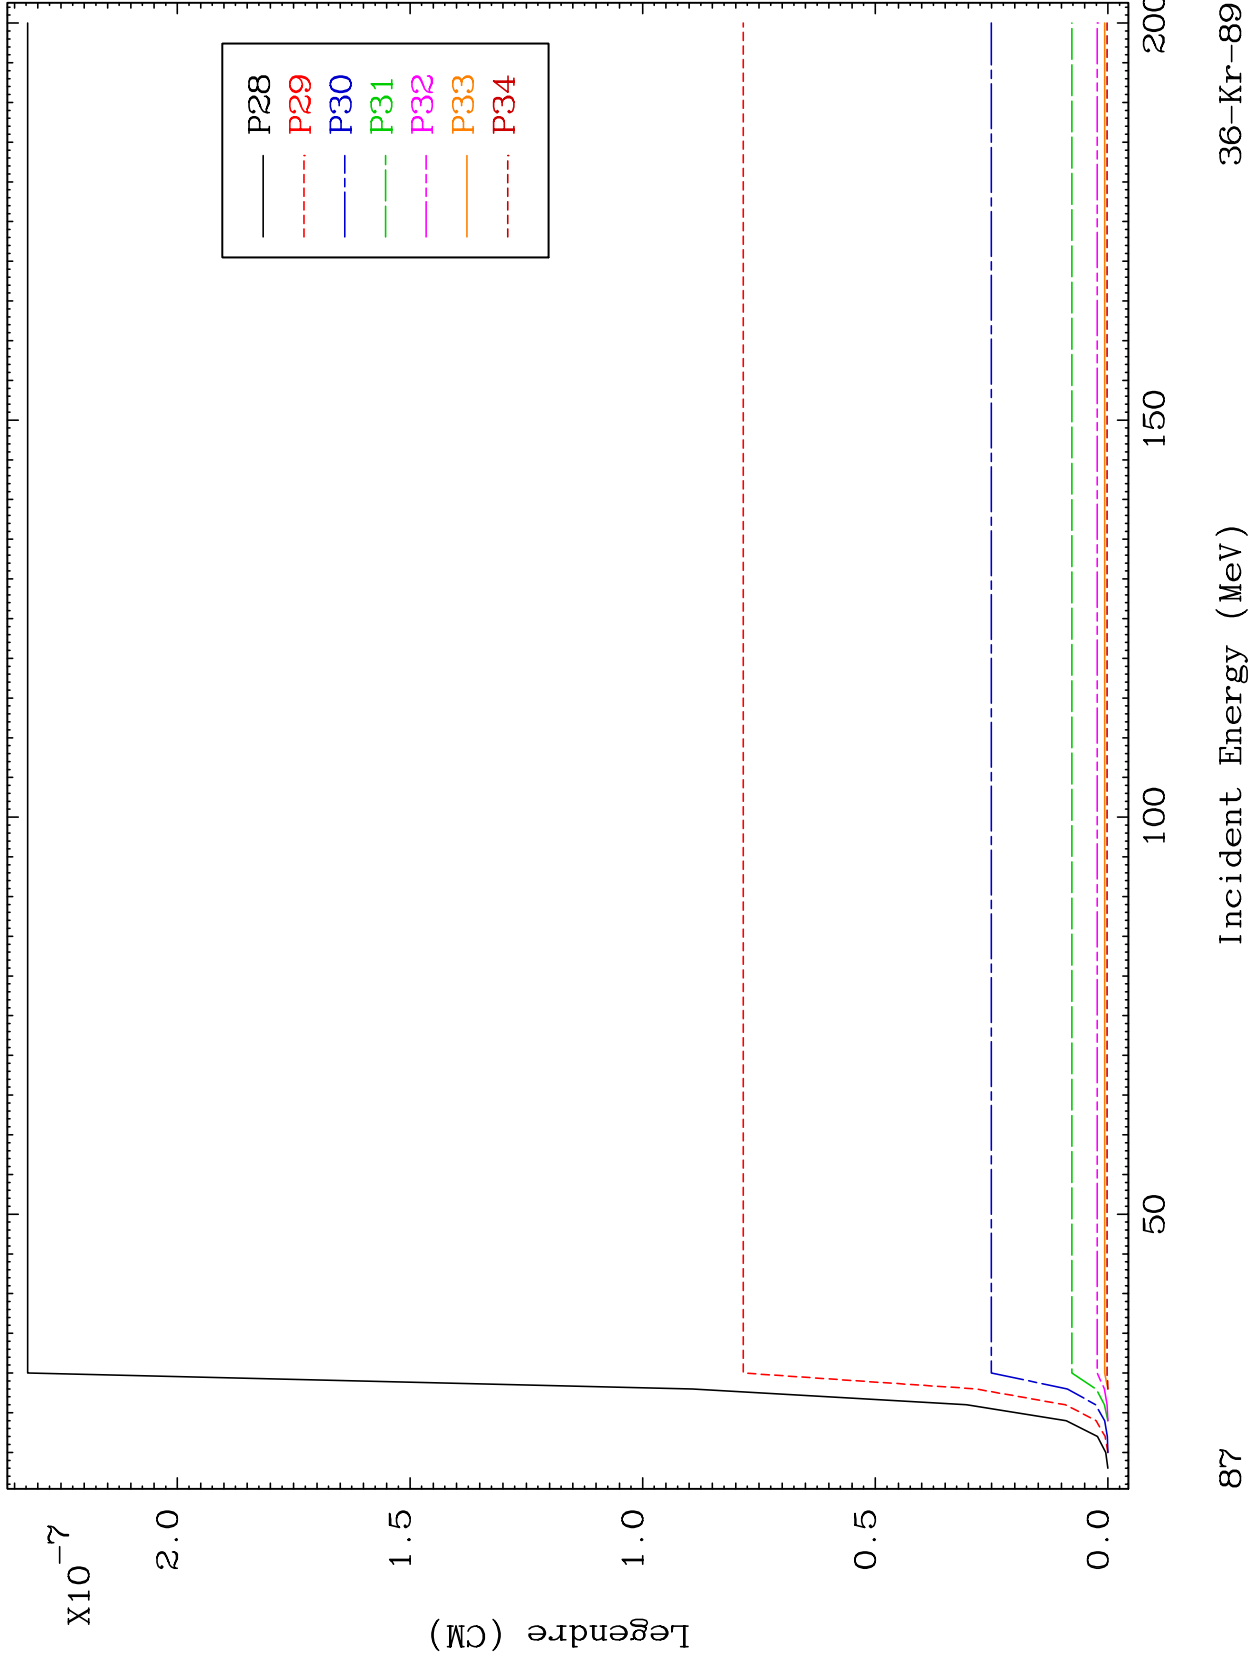 X10-7
2.0
1.5
1.0
0.5
0.0
Legendre (CM)
P28
P29
P30
P31
P32
P33
P34
50
100
150
200
Incident Energy (MeV)
87
36-Kr-89